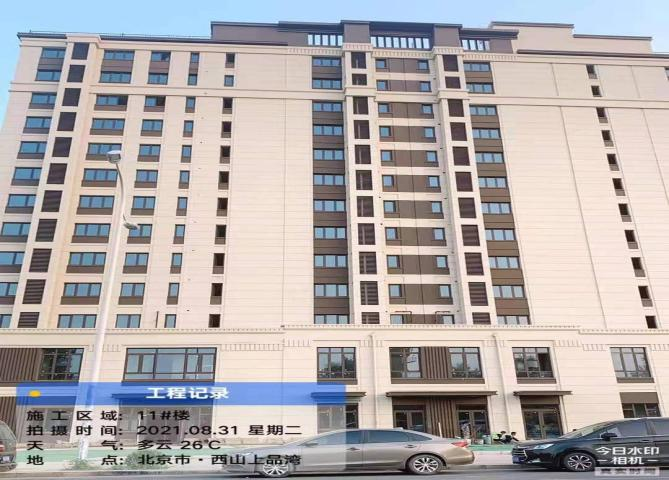 工程记录
施工区域：11#楼
拍摄时间：2021.08.31 星期二
天气：多云 26℃
地点：北京市·西山上品湾
今日水印
-相机-